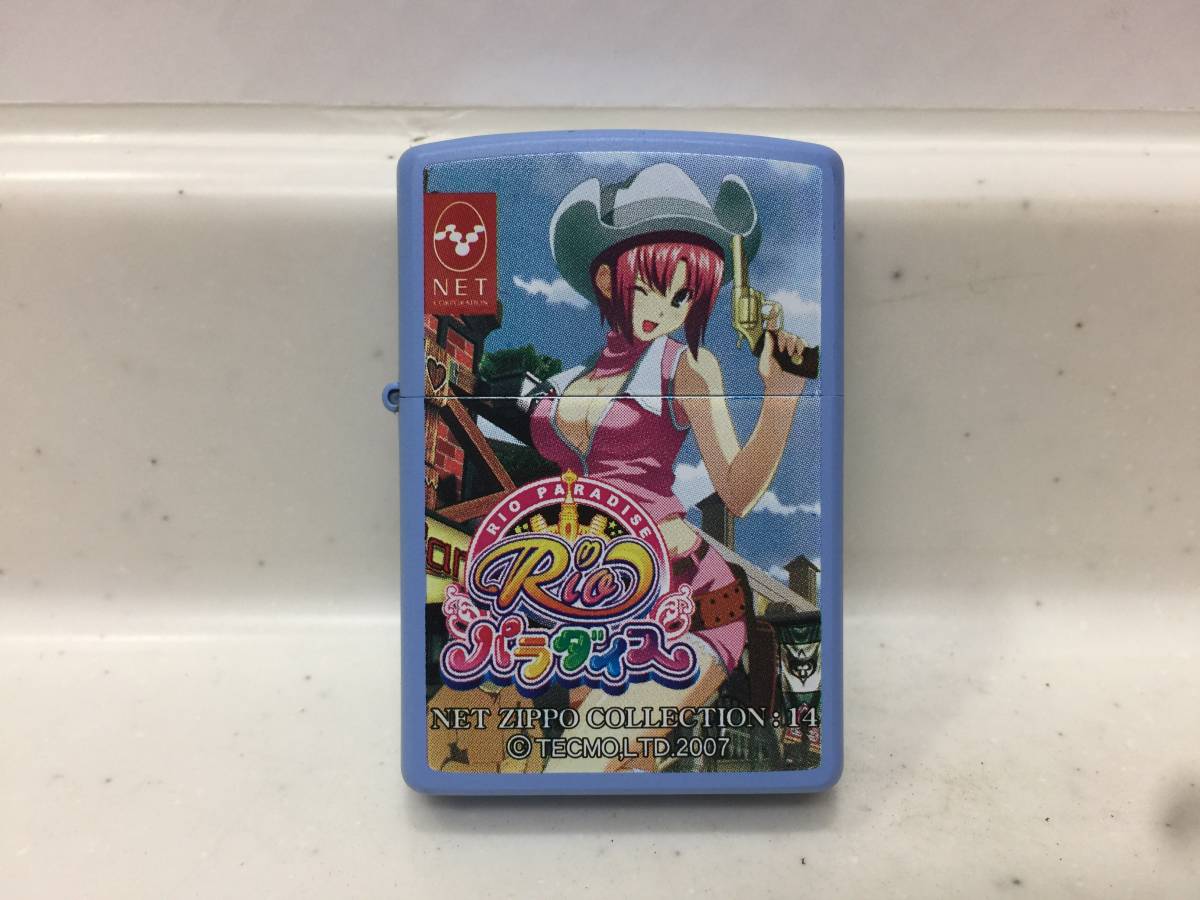 NET
CORPORATION
RIO PARADISE
Rio
パラダイス
NET ZIPPO COLLECTION : 14
© TECMO,LTD.2007